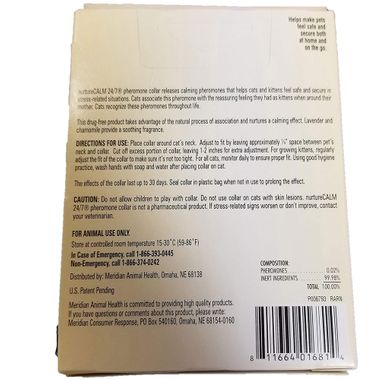 Helps make pets
feel safe and
secure both
at home and
on the go.
nurtureCALM 24/7® pheromone collar releases calming pheromones that helps cats and kittens feel safe and secure in
stress-related situations. Cats associate this pheromone with the reassuring feeling they had as kittens when around their
mother. Cats recognize these pheromones throughout their lives.
This drug-free product takes advantage of the natural process of association and nurtures a calming effect. Lavender and
chamomile provide a soothing fragrance.
DIRECTIONS FOR USE: Place collar around cat's neck. Adjust to fit by leaving approximately ½" space between pet's
neck and collar. Cut off excess portion of collar, leaving 1-2 inches for extra adjustment. For growing kittens, regularly
adjust the fit of the collar to make sure it's not too tight. For all cats, monitor daily to ensure proper fit. Using good hygiene
practice, wash hands with soap and water after placing collar on cat.
The effects of the collar last up to 30 days. Seal collar in plastic bag when not in use to prolong the effect.
CAUTION: Do not allow children to play with collar. Do not use collar on cats with skin lesions. nurtureCALM
24/7® pheromone collar is not a pharmaceutical product. If stress-related signs worsen or don't improve, contact
your veterinarian.
FOR ANIMAL USE ONLY.
Store at controlled room temperature 15-30˚C (59-86˚F)
In Case of Emergency, call 1-866-393-0445
Non-Emergency, call 1-866-374-0242
Distributed by: Meridian Animal Health, Omaha, NE 68138
U.S. Patent Pending
Meridian Animal Health is committed to providing high quality products.
If you have questions or comments about this product, write:
Meridian Consumer Response, PO Box 540160, Omaha, NE 68154-0160
COMPOSITION:
PHEROMONES 0.02%
INERT INGREDIENTS 99.98%
TOTAL 100.00%
P006793 RARN
8 11664 01681 4